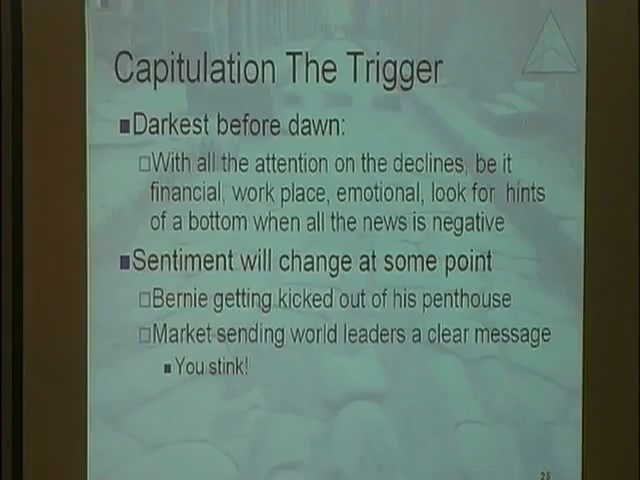 Capitulation The Trigger
Darkest before dawn:
With all the attention on the declines, be it
financial, work place, emotional, look for hints
of a bottom when all the news is negative
Sentiment will change at some point
Bernie getting kicked out of his penthouse
Market sending world leaders a clear message
You stink!